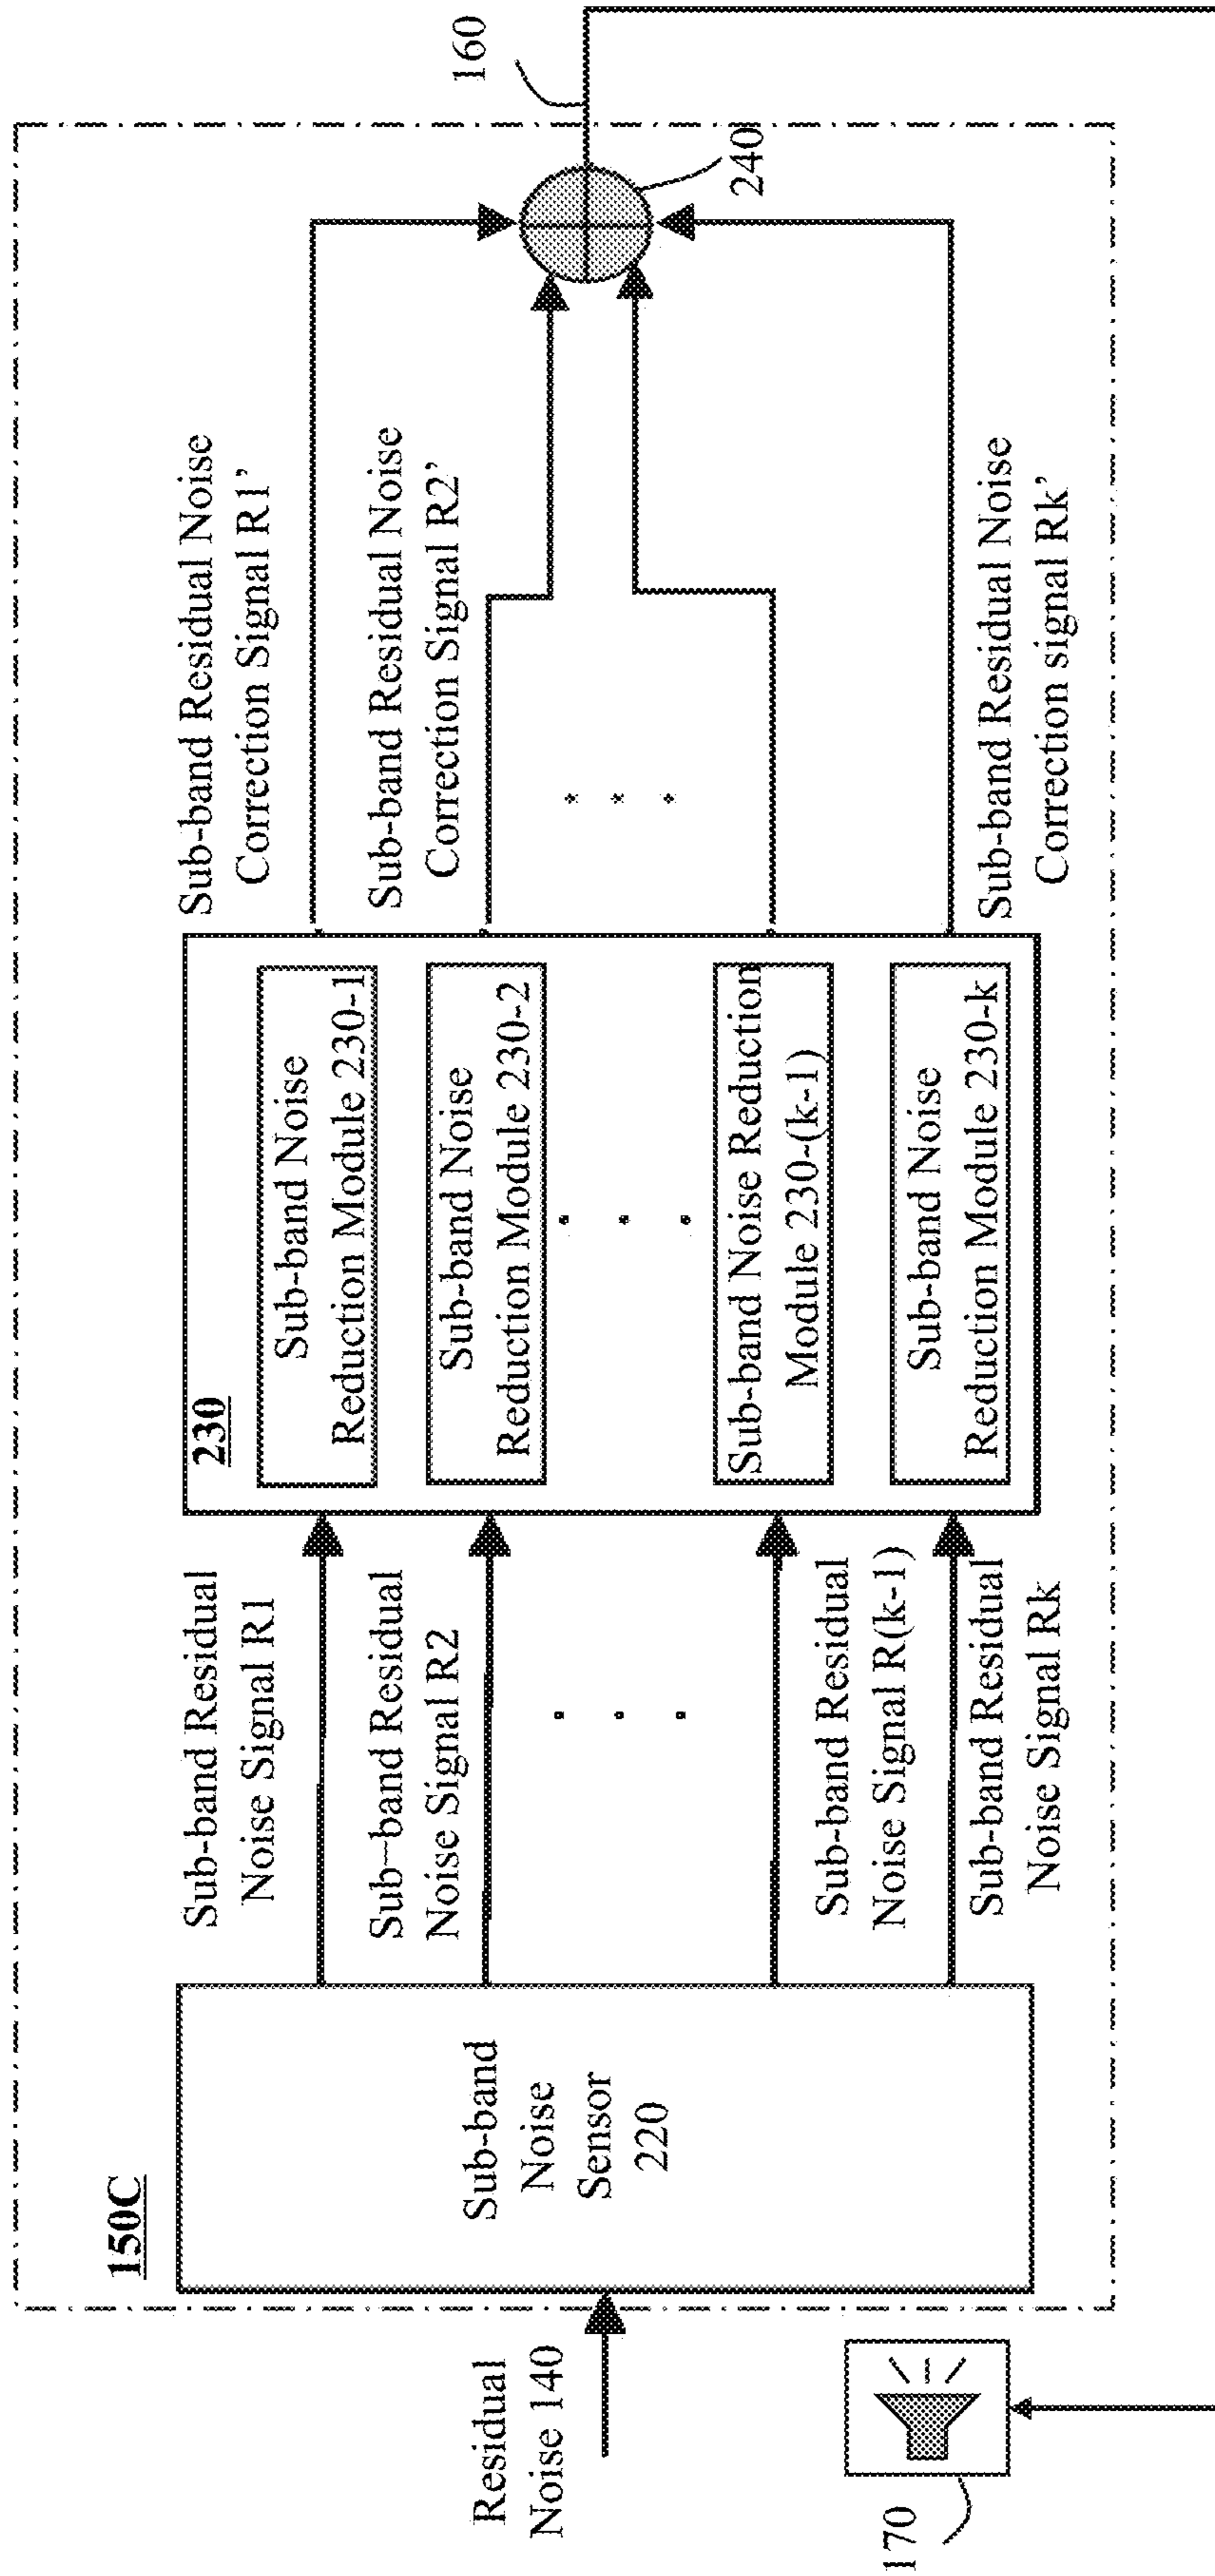 150C
Residual
Noise 140
170
Sub-band
Noise
Sensor
220
Sub-band Residual
Noise Signal R1
Sub-band Residual
Noise Signal R2
Sub-band Residual
Noise Signal R(k-1)
Sub-band Residual
Noise Signal Rk
230
Sub-band Noise
Reduction Module 230-1
Sub-band Noise
Reduction Module 230-2
Sub-band Noise Reduction
Module 230-(k-1)
Sub-band Noise
Reduction Module 230-k
Sub-band Residual Noise
Correction Signal R1’
Sub-band Residual Noise
Correction Signal R2’
Sub-band Residual Noise
Correction signal Rk’
240
160